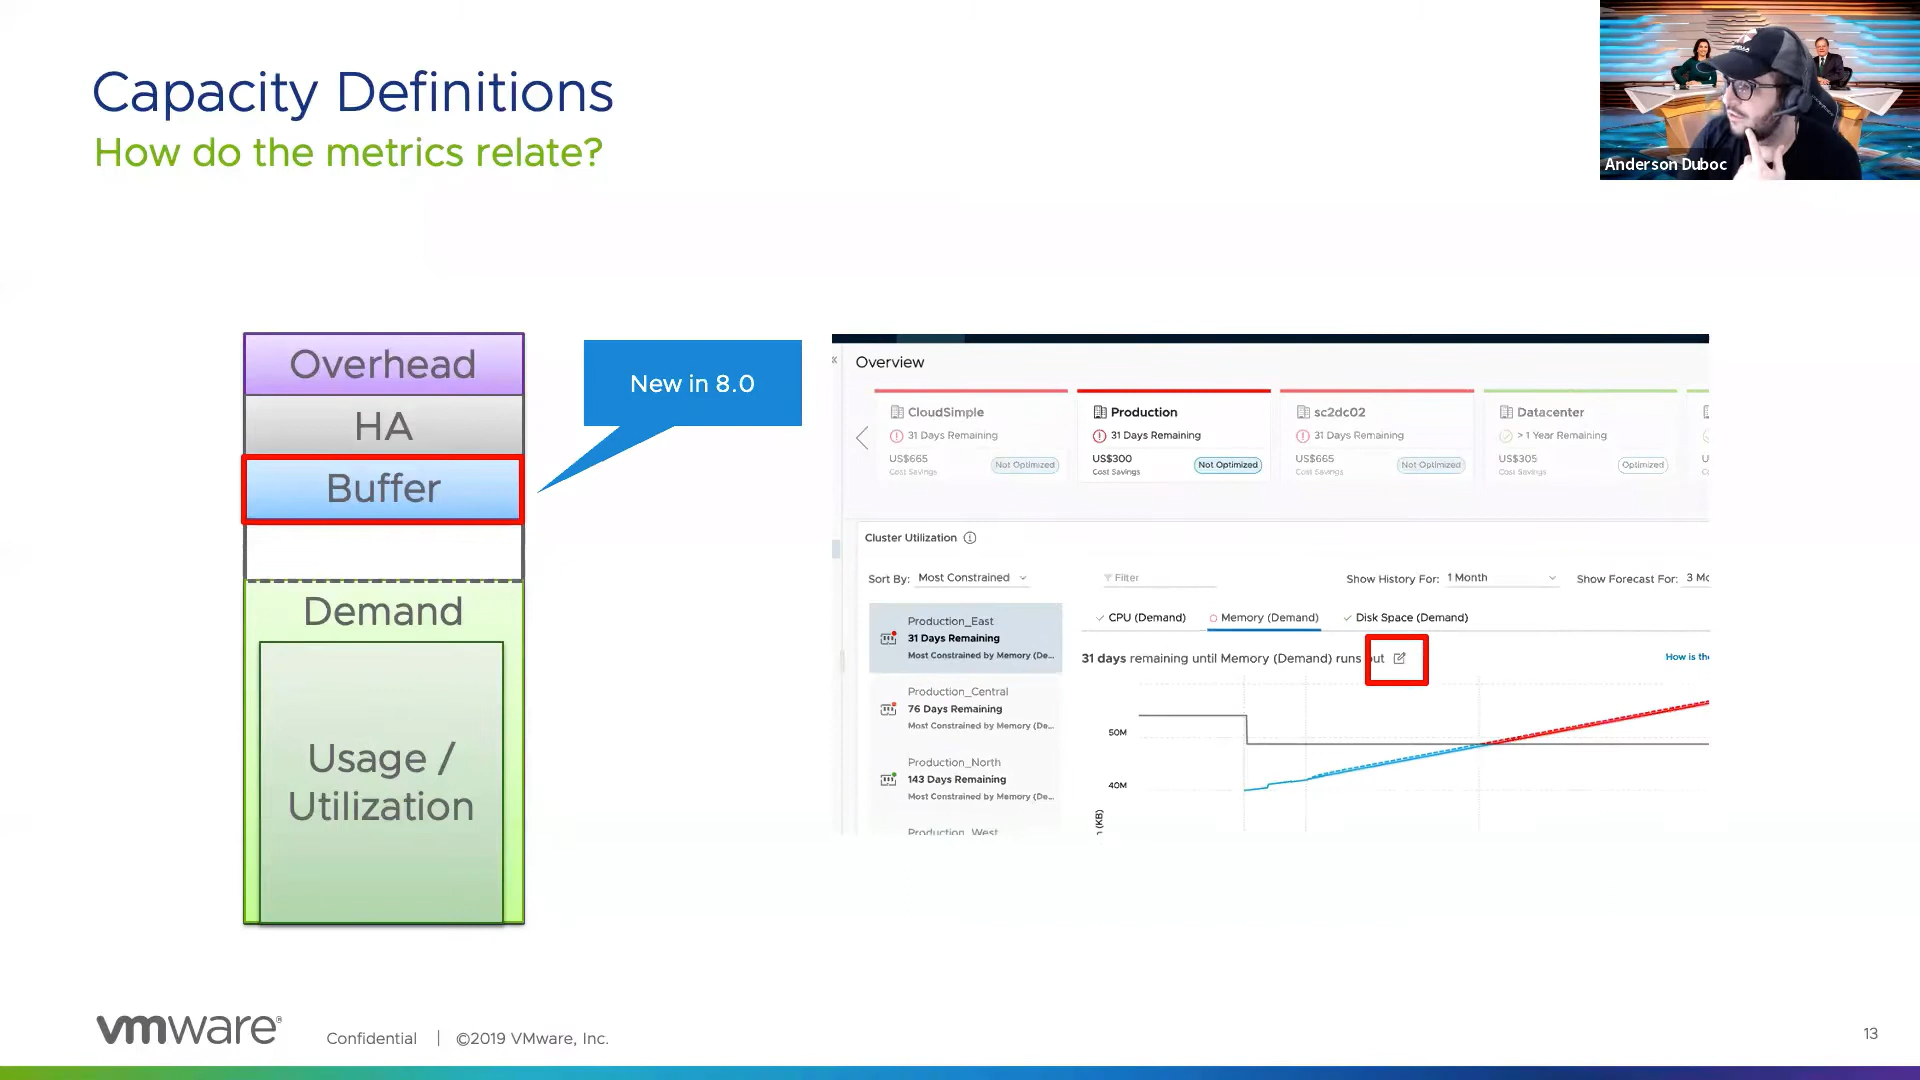 Capacity Definitions
How do the metrics relate?
Anderson Duboc
Overhead
HA
Buffer
Demand
Usage /
Utilization
New in 8.0
Overview
CloudSimple
31 Days Remaining
US$665
Cost Savings
Not Optimized
Production
31 Days Remaining
US$300
Cost Savings
Not Optimized
sc2dc02
31 Days Remaining
US$665
Cost Savings
Not Optimized
Datacenter
> 1 Year Remaining
US$305
Cost Savings
Optimized
Cluster Utilization
Sort By: Most Constrained
Filter
Show History For: 1 Month
Show Forecast For: 3 Mo
Production_East
31 Days Remaining
Most Constrained by Memory (De...
Production_Central
76 Days Remaining
Most Constrained by Memory (De...
Production_North
143 Days Remaining
Most Constrained by Memory (De...
Production_West
CPU (Demand)
Memory (Demand)
Disk Space (Demand)
31 days remaining until Memory (Demand) runs out
How is the
50M
40M
(KB)
vmware®
Confidential | ©2019 VMware, Inc.
13